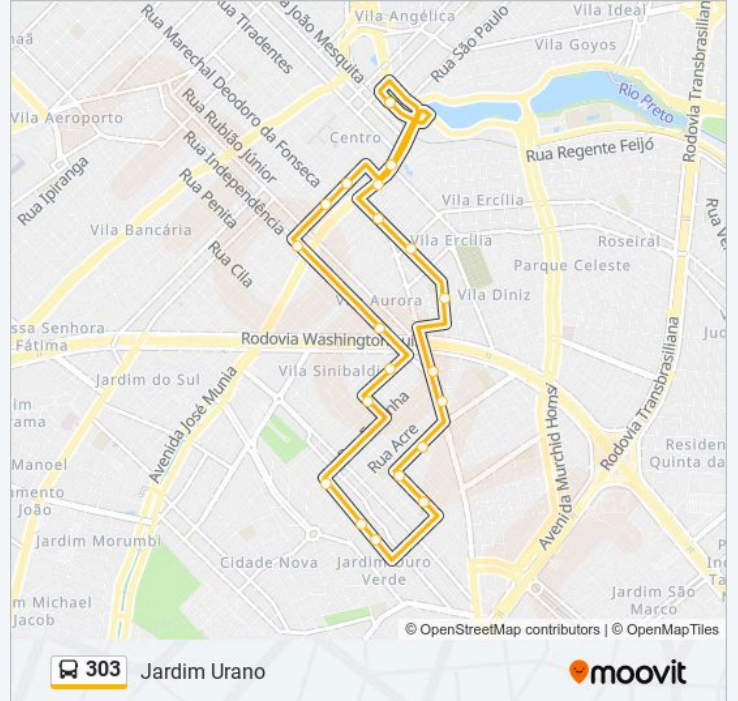 Vila Angélica
Vila Ideal
Rua Tiradentes
João Mesquita
Rua São Paulo
Vila Goyos
Rodovia Transbrasilian
Rua Marechal Deodoro da Fonseca
Rio Preto
Vila Aeroporto
Rua Rubião Júnior
Centro
Rua Regente Feijó
Rua Ipiranga
Rua Independência
Rua Penita
Vila Ercília
Vila Bancária
Vila Ercília
Roseiral
Rua Cila
Parque Celeste
Aurora
Vila Diniz
ssa Senhora
Fátima
Rodovia Washington
Jardim do Sul
Vila Sinibaldi
Avenida José Munia
Rua Acre
Avenida Murchid Homsi
Rodovia Transbrasiliana
Residen
Quinta da
Manoel
João
Jardim Morumbi
Cidade Nova
Jardim Ouro
Verde
Jardim São
Marco
m Michael
Jacob
© OpenStreetMap contributors | © OpenMapTiles
303 Jardim Urano
moovit